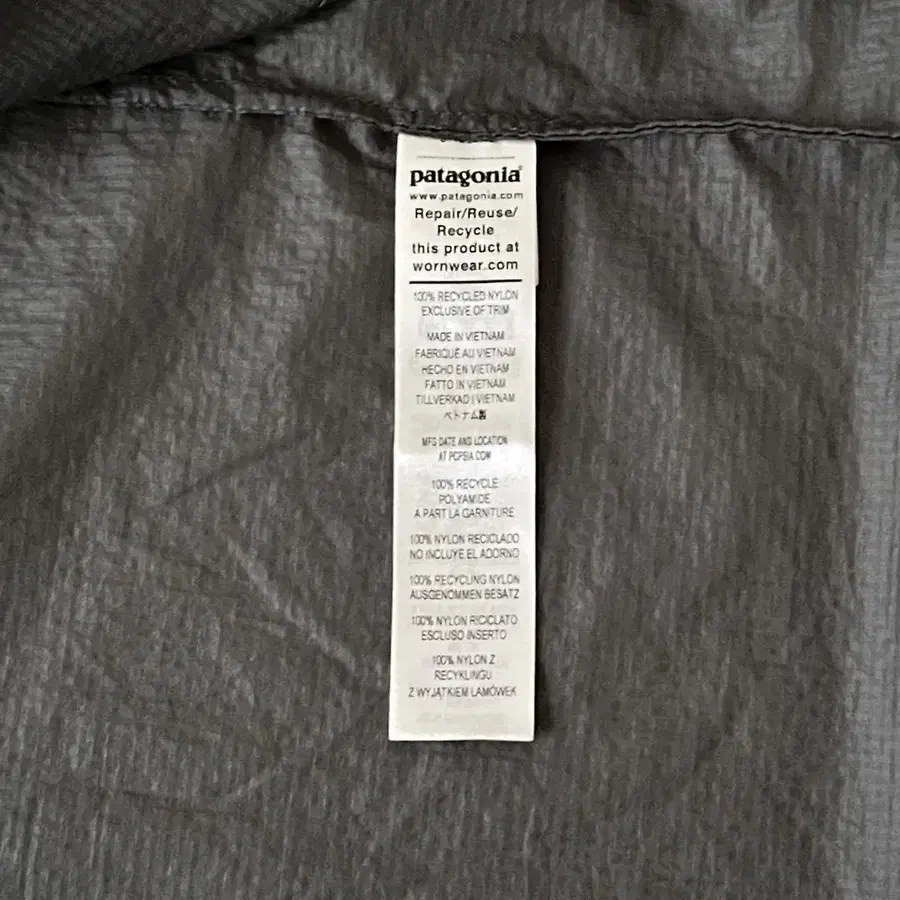 patagonia®
www.patagonia.com
Repair/Reuse/
Recycle
this product at
wornwear.com
100% RECYCLED NYLON
EXCLUSIVE OF TRIM
MADE IN VIETNAM
FABRIQUÉ AU VIETNAM
HECHO EN VIETNAM
FATTO IN VIETNAM
TILLVERKAD I VIETNAM
ベトナム製
MFG DATE AND LOCATION
AT PCPSIA.COM
100% RECYCLE
POLYAMIDE
A PART LA GARNITURE
100% NYLON RECICLADO
NO INCLUYE EL ADORNO
100% RECYCLING NYLON
AUSGENOMMEN BESATZ
100% NYLON RICICLATO
ESCLUSO INSERTO
100% NYLON Z
RECYKLINGU
Z WYJĄTKIEM LAMÓWEK